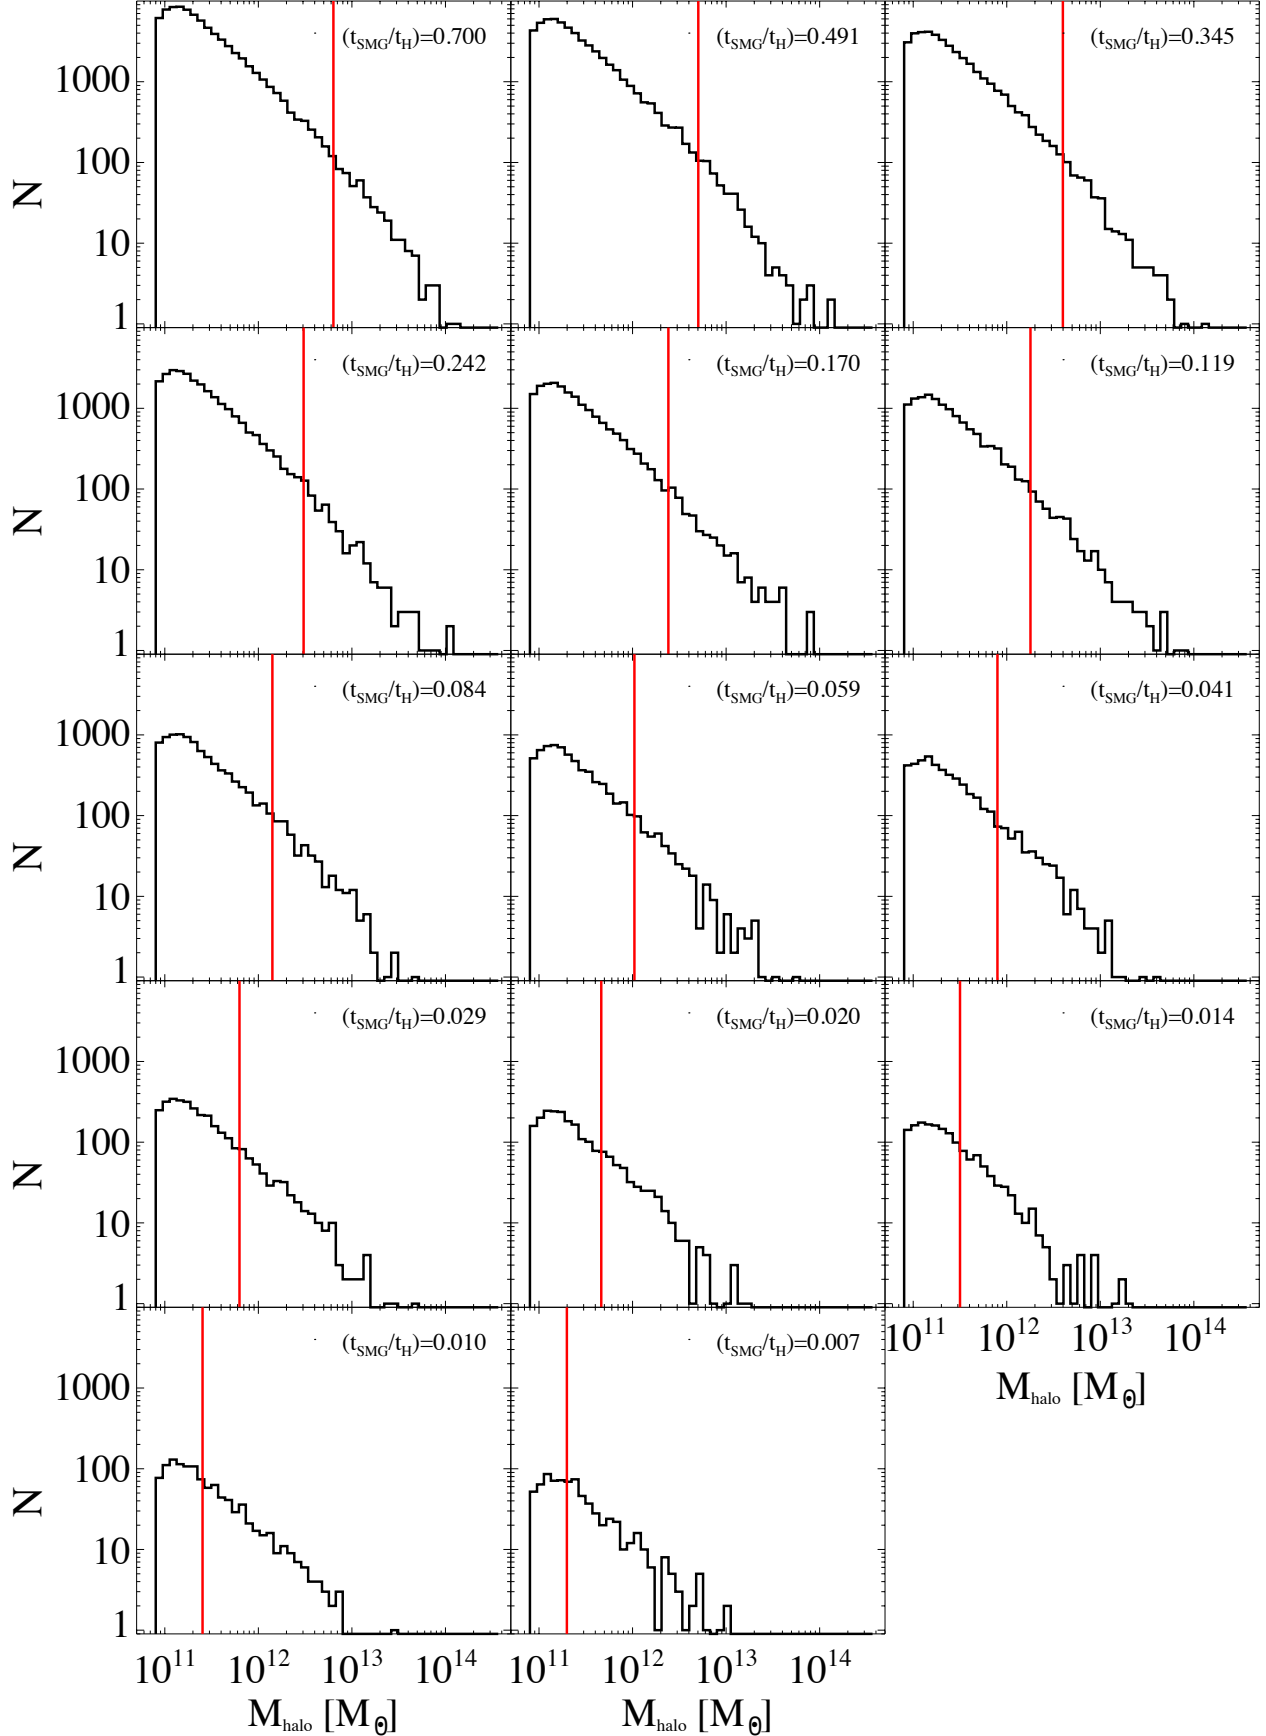 (t_SMG/t_H)=0.700 (t_SMG/t_H)=0.491 (t_SMG/t_H)=0.345
1000
100
10
1
N
(t_SMG/t_H)=0.242 (t_SMG/t_H)=0.170 (t_SMG/t_H)=0.119
1000
100
10
1
N
(t_SMG/t_H)=0.084 (t_SMG/t_H)=0.059 (t_SMG/t_H)=0.041
1000
100
10
1
N
(t_SMG/t_H)=0.029 (t_SMG/t_H)=0.020 (t_SMG/t_H)=0.014
1000
100
10
1
N
10^11 10^12 10^13 10^14
M_halo [M_⊙]
(t_SMG/t_H)=0.010 (t_SMG/t_H)=0.007
1000
100
10
1
N
10^11 10^12 10^13 10^14 10^11 10^12 10^13 10^14
M_halo [M_⊙] M_halo [M_⊙]